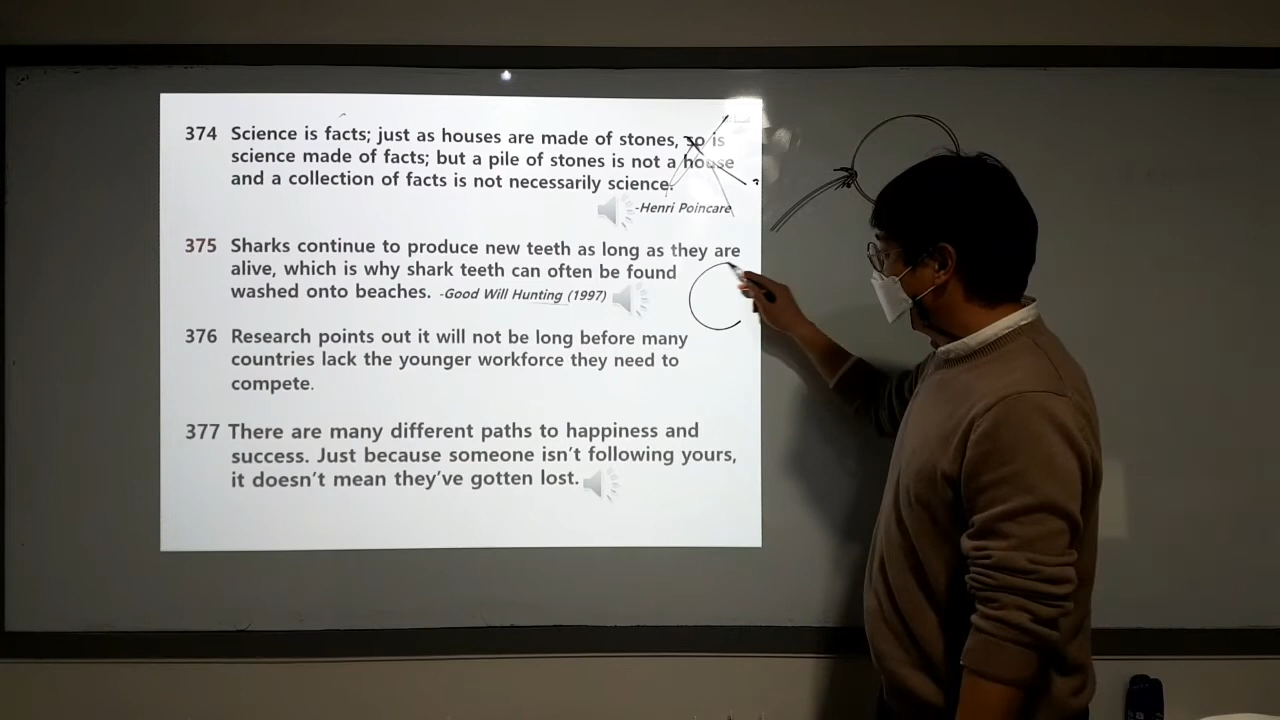 374 Science is facts; just as houses are made of stones, so is
science made of facts; but a pile of stones is not a house
and a collection of facts is not necessarily science.
-Henri Poincare
375 Sharks continue to produce new teeth as long as they are
alive, which is why shark teeth can often be found
washed onto beaches. -Good Will Hunting (1997)
376 Research points out it will not be long before many
countries lack the younger workforce they need to
compete.
377 There are many different paths to happiness and
success. Just because someone isn't following yours,
it doesn't mean they've gotten lost.